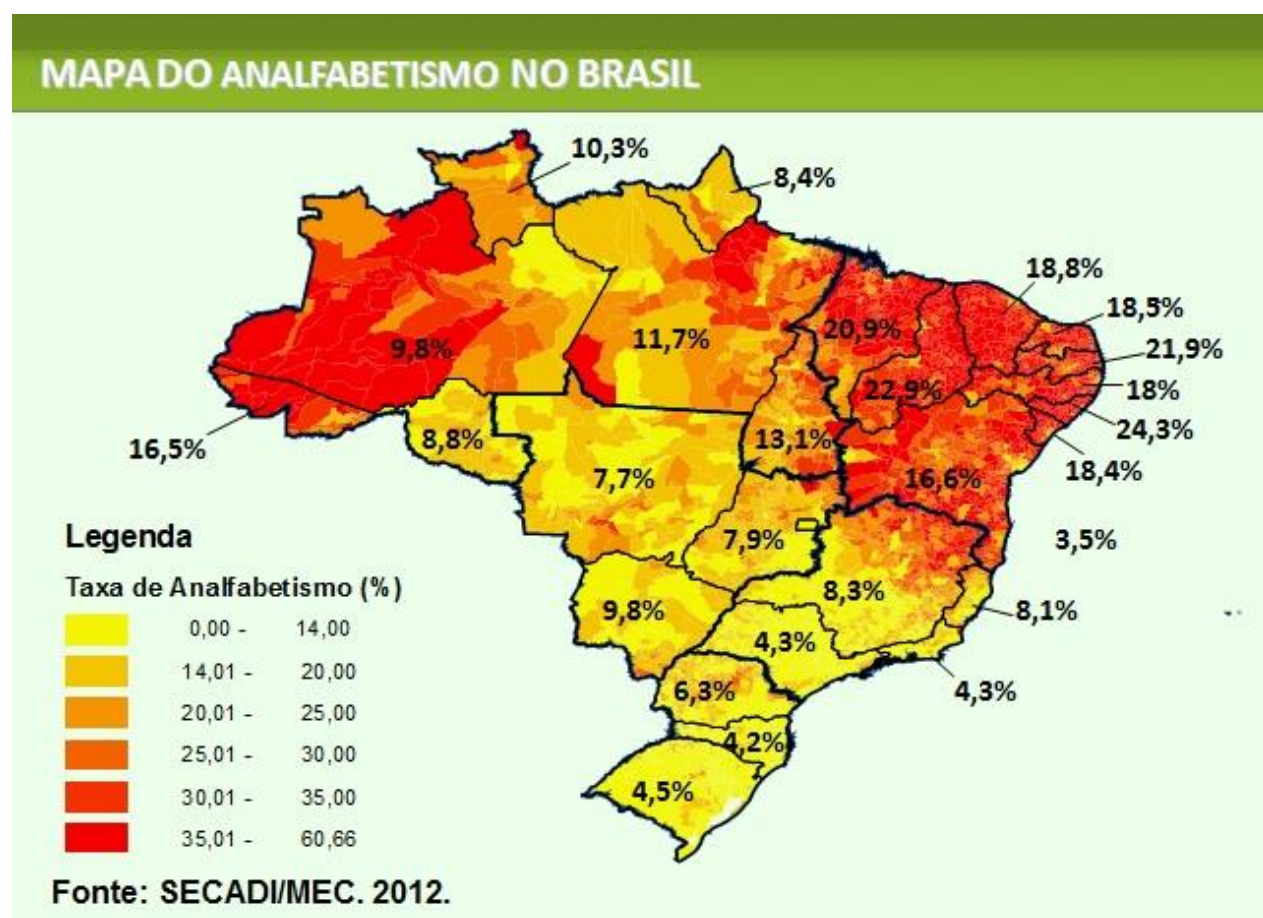 MAPA DO ANALFABETISMO NO BRASIL
10,3%
8,4%
18,8%
18,5%
20,9%
11,7%
9,8%
21,9%
22,9%
18%
24,3%
13,1%
8,8%
16,5%
18,4%
7,7%
16,6%
7,9%
3,5%
8,3%
9,8%
8,1%
4,3%
4,3%
6,3%
4,2%
4,5%
Legenda
Taxa de Analfabetismo (%)
0,00 - 14,00
14,01 - 20,00
20,01 - 25,00
25,01 - 30,00
30,01 - 35,00
35,01 - 60,66
Fonte: SECADI/MEC. 2012.